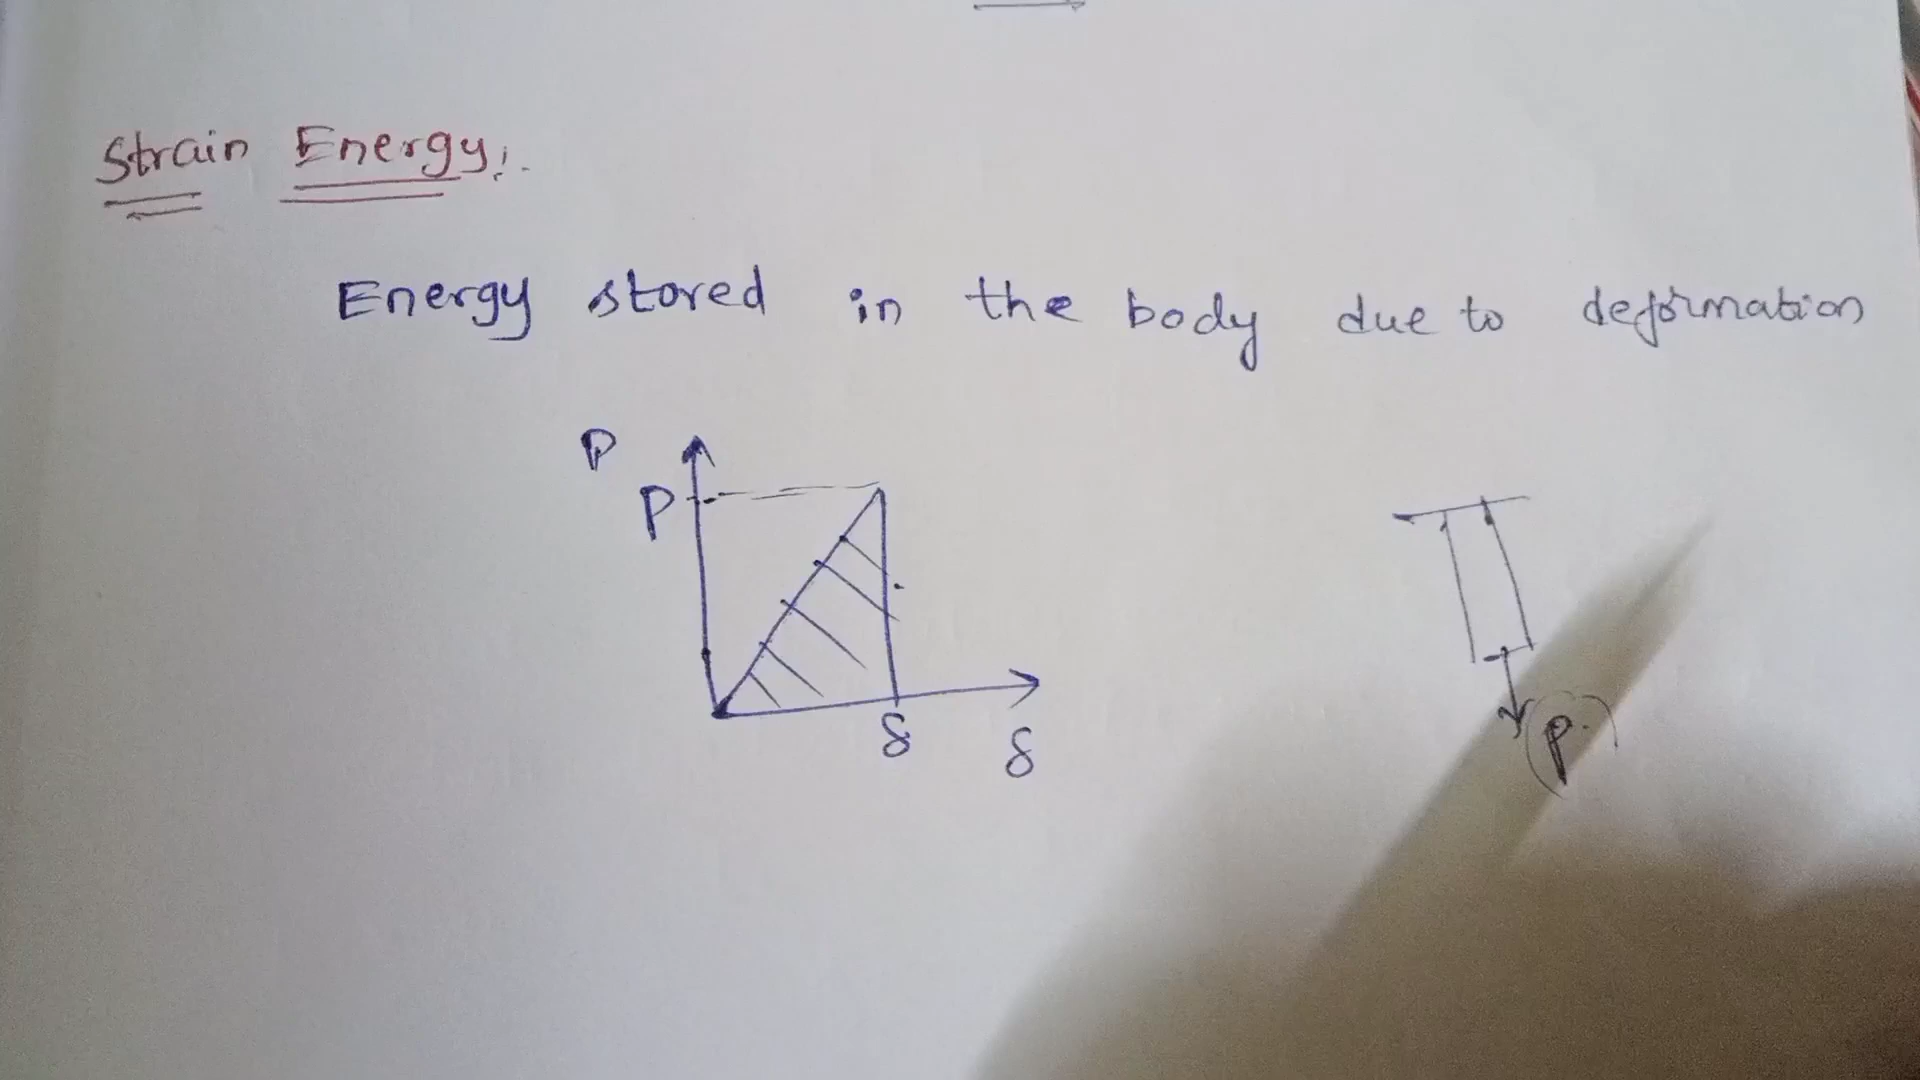 Strain Energy:-
Energy stored in the body due to deformation
P
P
δ
δ
P.